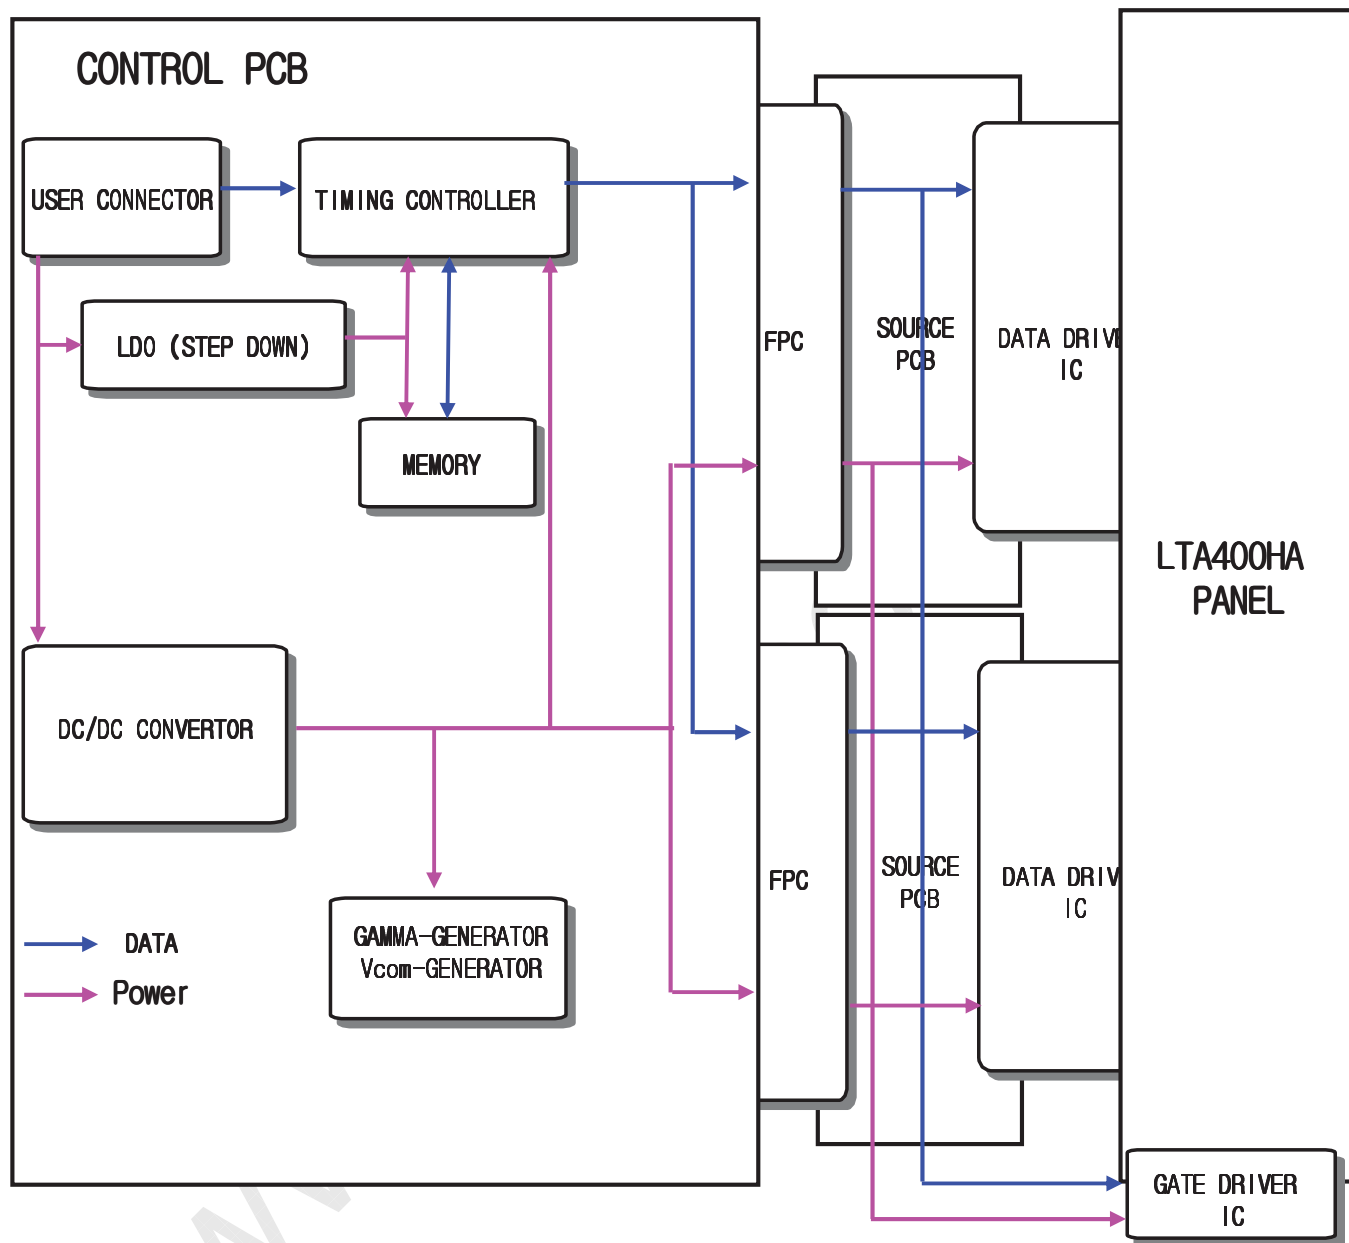 CONTROL PCB
USER CONNECTOR
TIMING CONTROLLER
LDO (STEP DOWN)
MEMORY
FPC
SOURCE
PCB
DATA DRIVE
IC
LTA400HA
PANEL
DC/DC CONVERTOR
GAMMA-GENERATOR
Vcom-GENERATOR
FPC
SOURCE
PCB
DATA DRIV
IC
DATA
Power
GATE DRIVER
IC